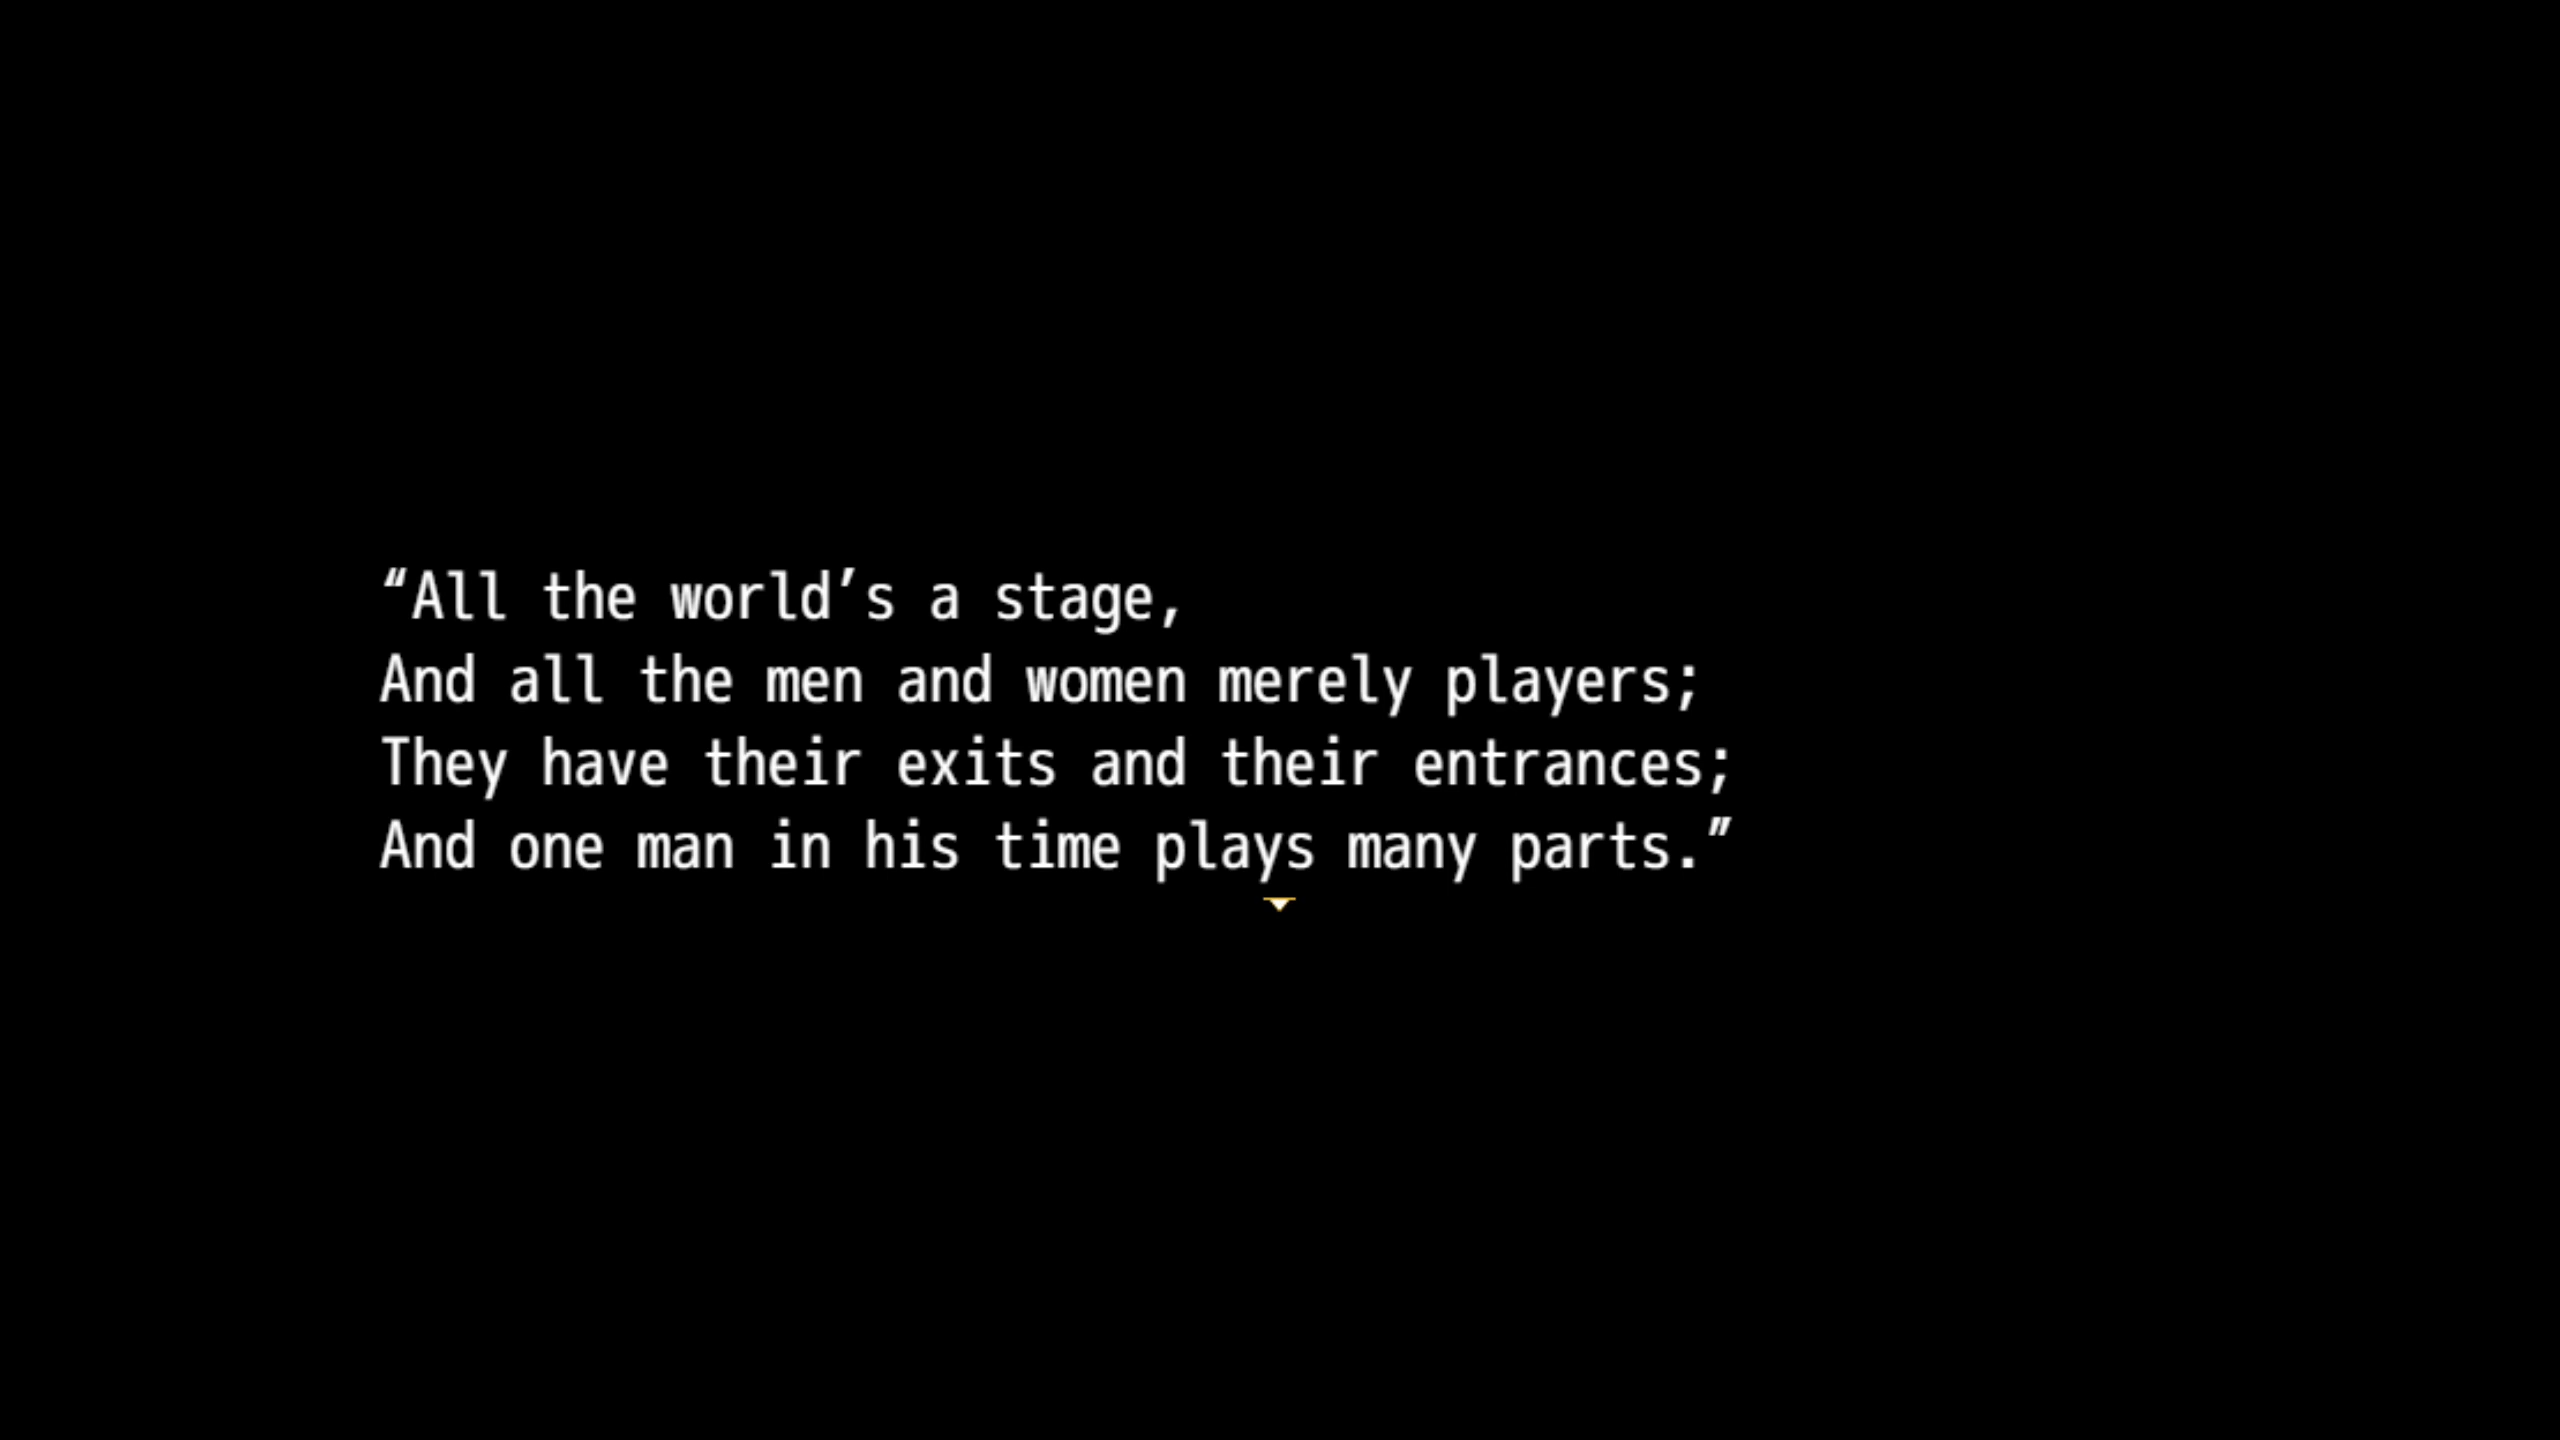 “All the world’s a stage,
And all the men and women merely players;
They have their exits and their entrances;
And one man in his time plays many parts.”